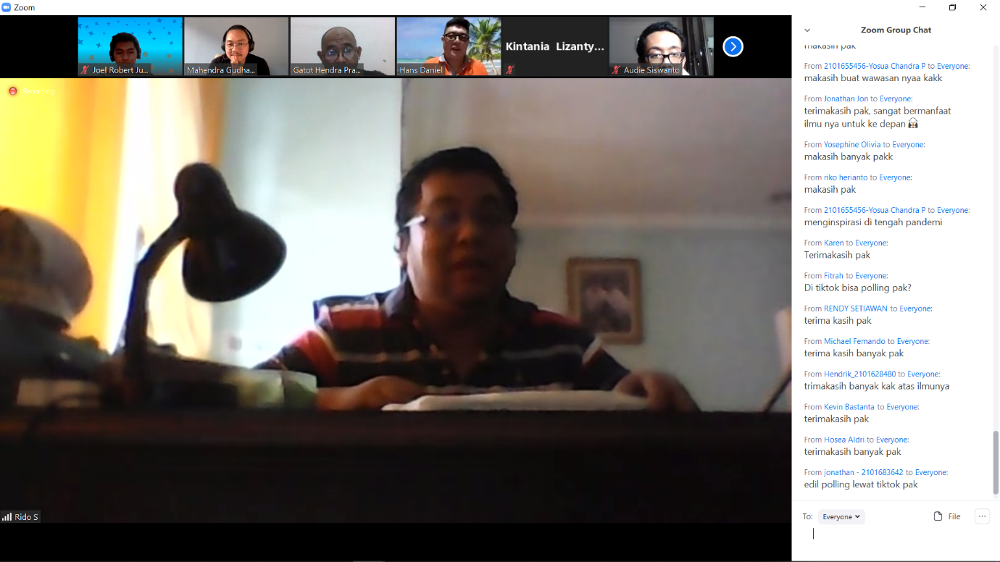 Zoom
Joel Robert Ju...
Mahendra Gudha...
Gatot Hendra Pra...
Hans Daniel
Kintania Lizanty...
Audie Siswanto
Recording
Rido S
Zoom Group Chat
makasih pak
From 2101655456-Yosua Chandra P to Everyone:
makasih buat wawasan nyaa kakk
From Jonathan Jon to Everyone:
terimakasih pak, sangat bermanfaat
ilmu nya untuk ke depan
From Yosephine Olivia to Everyone:
makasih banyak pakk
From riko herianto to Everyone:
makasih pak
From 2101655456-Yosua Chandra P to Everyone:
menginspirasi di tengah pandemi
From Karen to Everyone:
Terimakasih pak
From Fitrah to Everyone:
Di tiktok bisa polling pak?
From RENDY SETIAWAN to Everyone:
terima kasih pak
From Michael Fernando to Everyone:
terima kasih banyak pak
From Hendrik_2101628480 to Everyone:
trimakasih banyak kak atas ilmunya
From Kevin Bastanta to Everyone:
terimakasih pak
From Hosea Aldri to Everyone:
terimakasih banyak pak
From jonathan - 2101683642 to Everyone:
edil polling lewat tiktok pak
To: Everyone
File